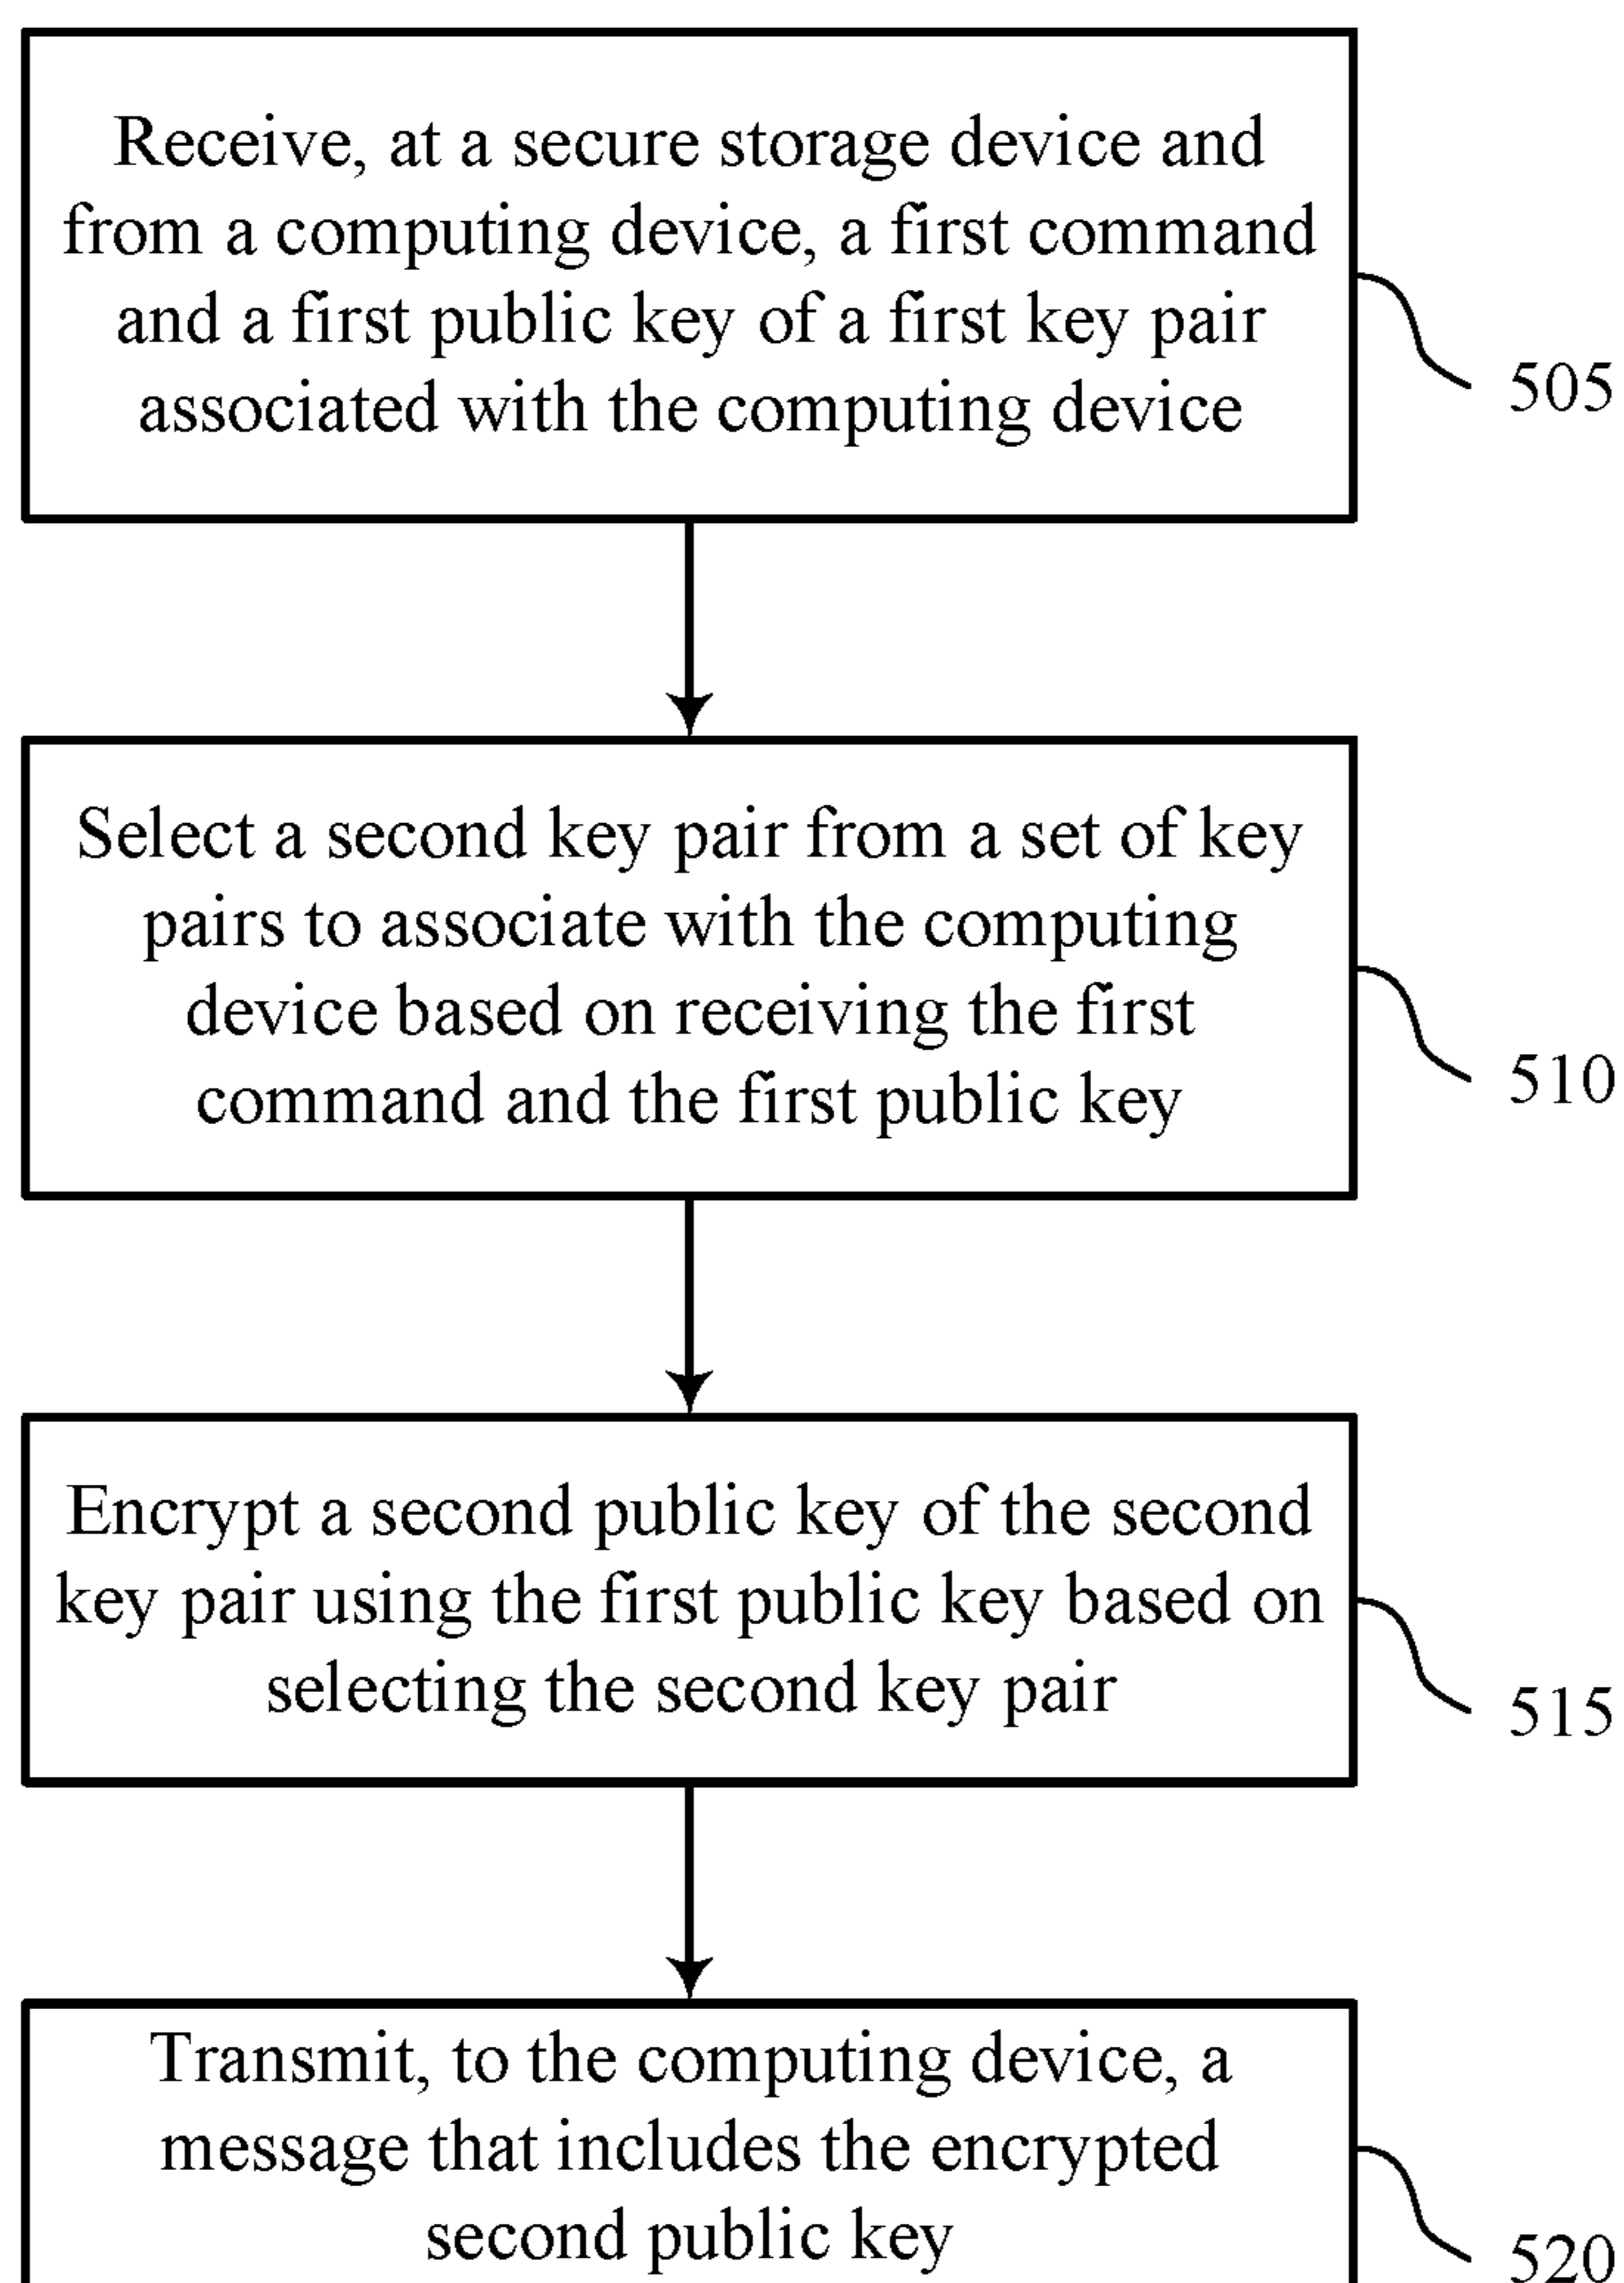 Receive, at a secure storage device and
from a computing device, a first command
and a first public key of a first key pair
associated with the computing device
505
Select a second key pair from a set of key
pairs to associate with the computing
device based on receiving the first
command and the first public key
510
Encrypt a second public key of the second
key pair using the first public key based on
selecting the second key pair
515
Transmit, to the computing device, a
message that includes the encrypted
second public key
520